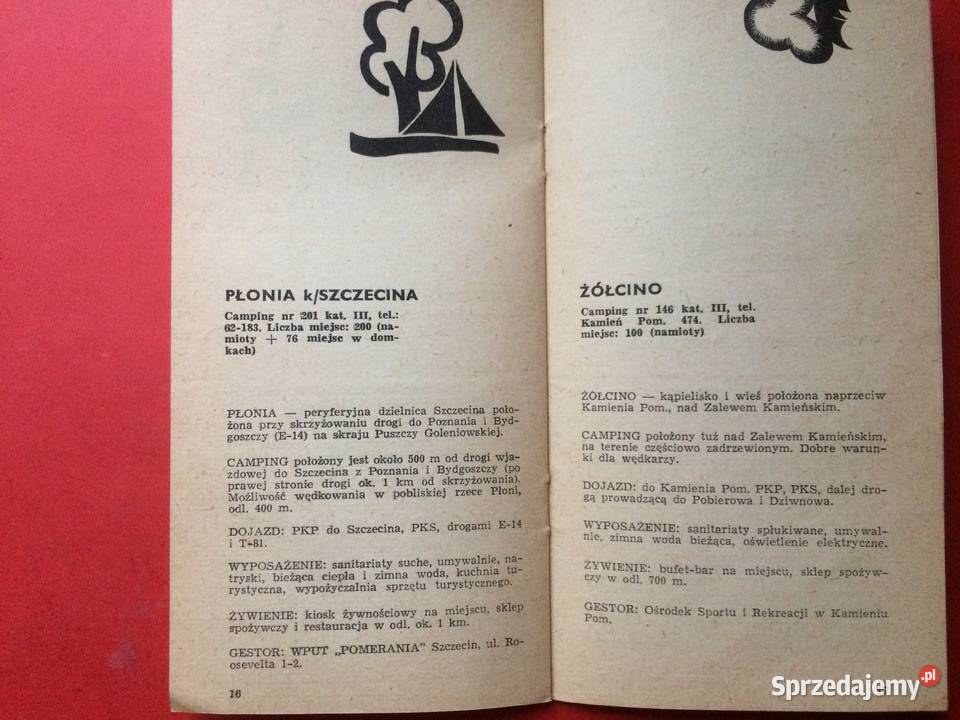 PŁONIA k/SZCZECINA
Camping nr 201 kat. III, tel.:
62-183. Liczba miejsc: 200 (na-
mioty + 76 miejsc w dom-
kach)
PŁONIA — peryferyjna dzielnica Szczecina poło-
żona przy skrzyżowaniu drogi do Poznania i Byd-
goszczy (E-14) na skraju Puszczy Goleniowskiej.
CAMPING położony jest około 500 m od drogi wja-
zdowej do Szczecina z Poznania i Bydgoszczy (po
prawej stronie drogi ok. 1 km od skrzyżowania).
Możliwość wędkowania w pobliskiej rzece Płoni,
odl. 400 m.
DOJAZD: PKP do Szczecina, PKS, drogami E-14
i T-81.
WYPOSAŻENIE: sanitariaty suche, umywalnie, na-
tryski, bieżąca ciepła i zimna woda, kuchnia tu-
rystyczna, wypożyczalnia sprzętu turystycznego.
ŻYWIENIE: kiosk żywnościowy na miejscu, sklep
spożywczy i restauracja w odl. ok. 1 km.
GESTOR: WPUT „POMERANIA” Szczecin, ul. Ro-
osevelta 1-2.
16
ŻÓŁCINO
Camping nr 146 kat. III, tel.
Kamień Pom. 474. Liczba
miejsc: 100 (namioty)
ŻÓŁCINO — kąpielisko i wieś położona naprzeciw
Kamienia Pom., nad Zalewem Kamieńskim.
CAMPING położony tuż nad Zalewem Kamieńskim,
na terenie częściowo zadrzewionym. Dobre warun-
ki dla wędkarzy.
DOJAZD: do Kamienia Pom. PKP, PKS, dalej dro-
gą prowadzącą do Pobierowa i Dziwnowa.
WYPOSAŻENIE: sanitariaty spłukiwane, umywal-
nie, zimna woda bieżąca, oświetlenie elektryczne.
ŻYWIENIE: bufet-bar na miejscu, sklep spożyw-
czy w odl. 700 m.
GESTOR: Ośrodek Sportu i Rekreacji w Kamieniu
Pom.
Sprzedajemy.pl